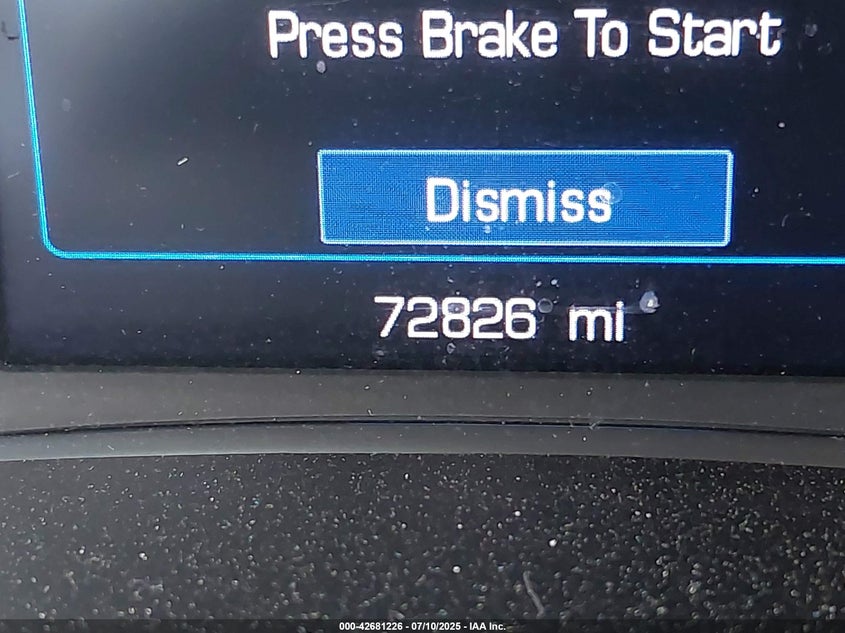 Press Brake To Start
Dismiss
72826 mi
000-42681226 - 07/10/2025 - IAA Inc.